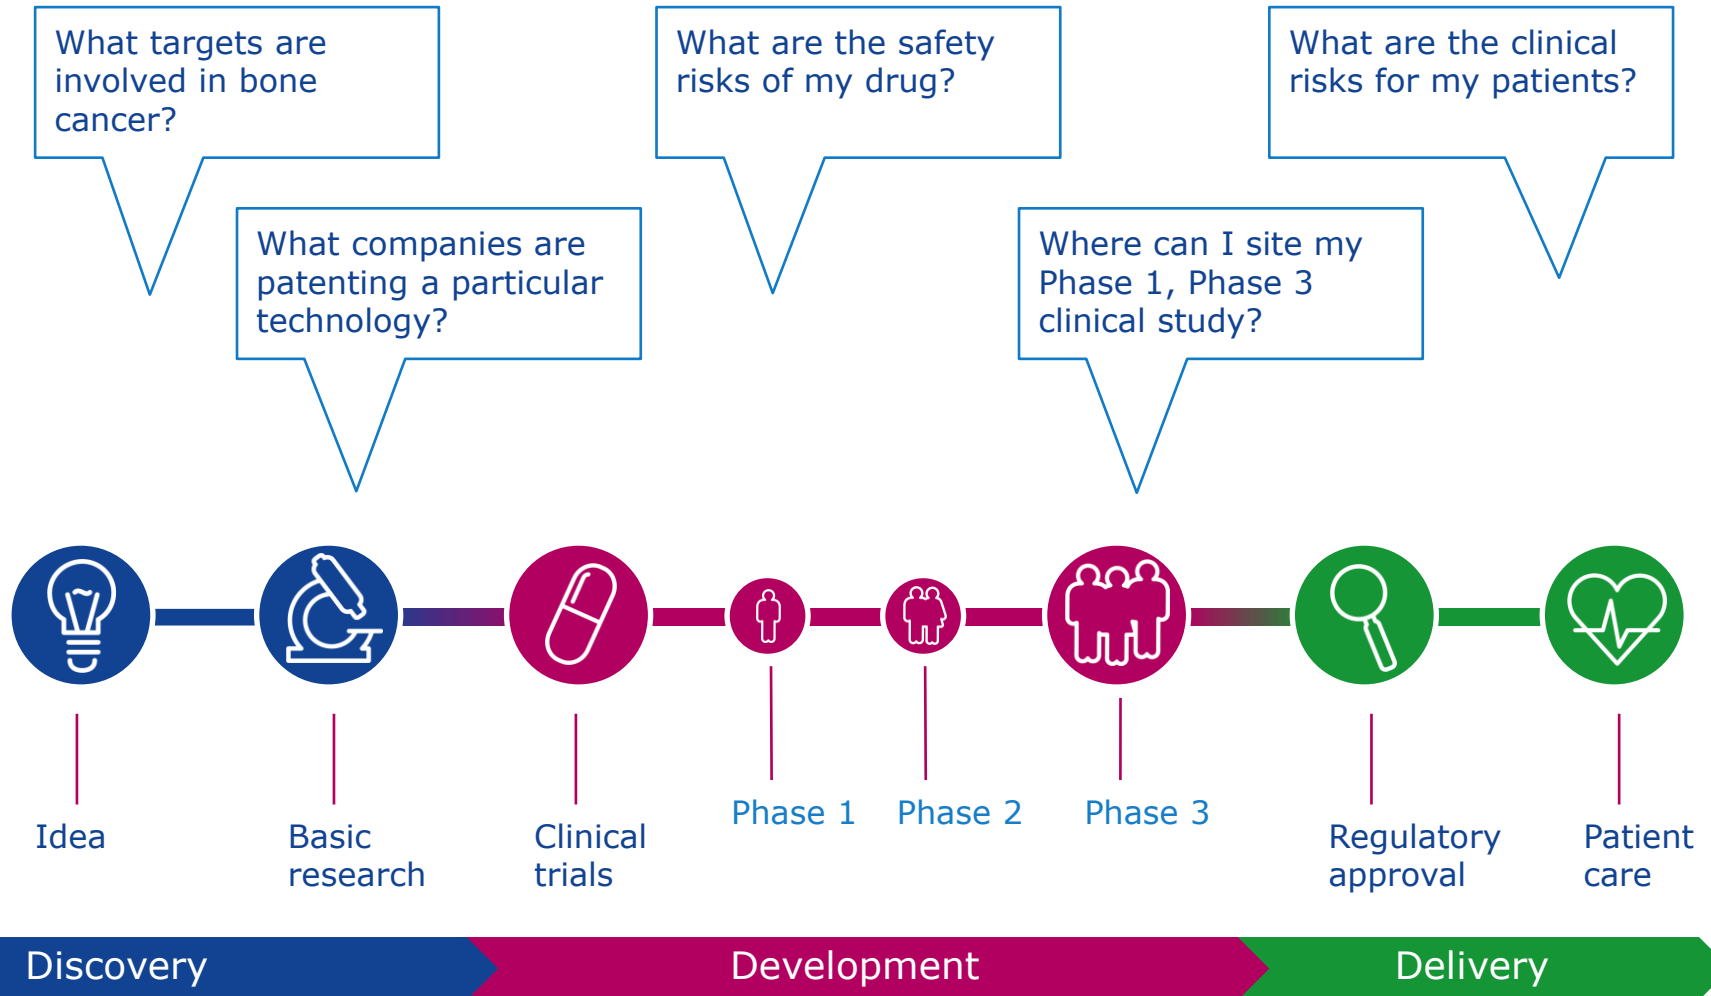 What targets are
involved in bone
cancer?
What are the safety
risks of my drug?
What are the clinical
risks for my patients?
What companies are
patenting a particular
technology?
Where can I site my
Phase 1, Phase 3
clinical study?
Idea
Basic
research
Clinical
trials
Phase 1
Phase 2
Phase 3
Regulatory
approval
Patient
care
Discovery
Development
Delivery